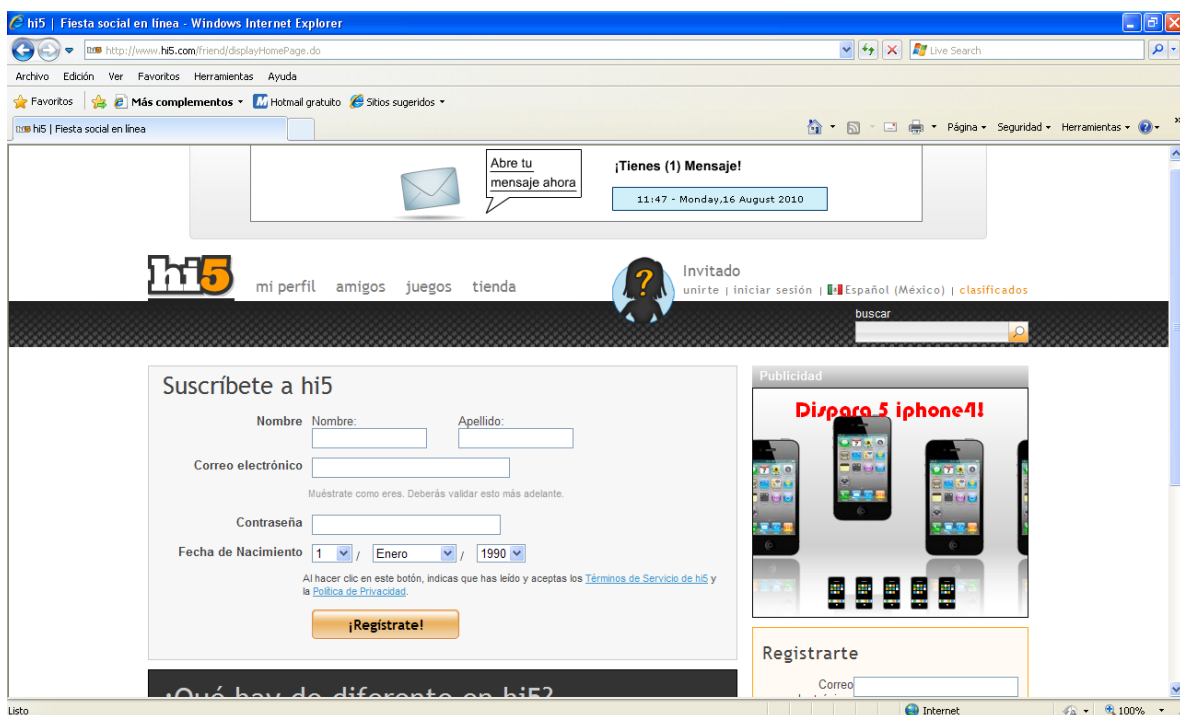 hi5 | Fiesta social en línea - Windows Internet Explorer
http://www.hi5.com/friend/displayHomePage.do
Live Search
Archivo Edición Ver Favoritos Herramientas Ayuda
Favoritos Más complementos Hotmail gratuito Sitios sugeridos
hi5 | Fiesta social en línea Página Seguridad Herramientas
Abre tu
mensaje ahora
¡Tienes (1) Mensaje!
11:47 - Monday,16 August 2010
hi5 mi perfil amigos juegos tienda
Invitado
unirte | iniciar sesión | Español (México) | clasificados
buscar
Suscríbete a hi5
Nombre Nombre: Apellido:
Correo electrónico
Muéstrate como eres. Deberás validar esto más adelante.
Contraseña
Fecha de Nacimiento 1 / Enero / 1990
Al hacer clic en este botón, indicas que has leído y aceptas los Términos de Servicio de hi5 y
la Política de Privacidad.
¡Regístrate!
¿Qué hay de diferente en hi5?
Publicidad
Dispara 5 iphone4!
Registrarte
Correo
Listo Internet 100%